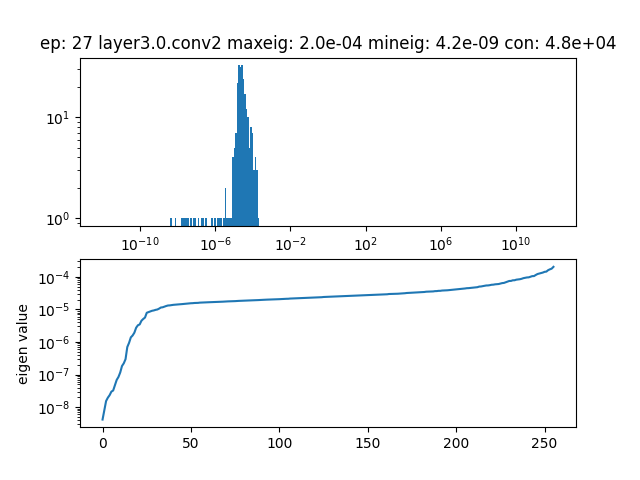 ep: 27 layer3.0.conv2 maxeig: 2.0e-04 mineig: 4.2e-09 con: 4.8e+04
10¹
10⁰
10⁻¹⁰ 10⁻⁶ 10⁻² 10² 10⁶ 10¹⁰
10⁻⁴
10⁻⁵
10⁻⁶
10⁻⁷
10⁻⁸
eigen value
0 50 100 150 200 250